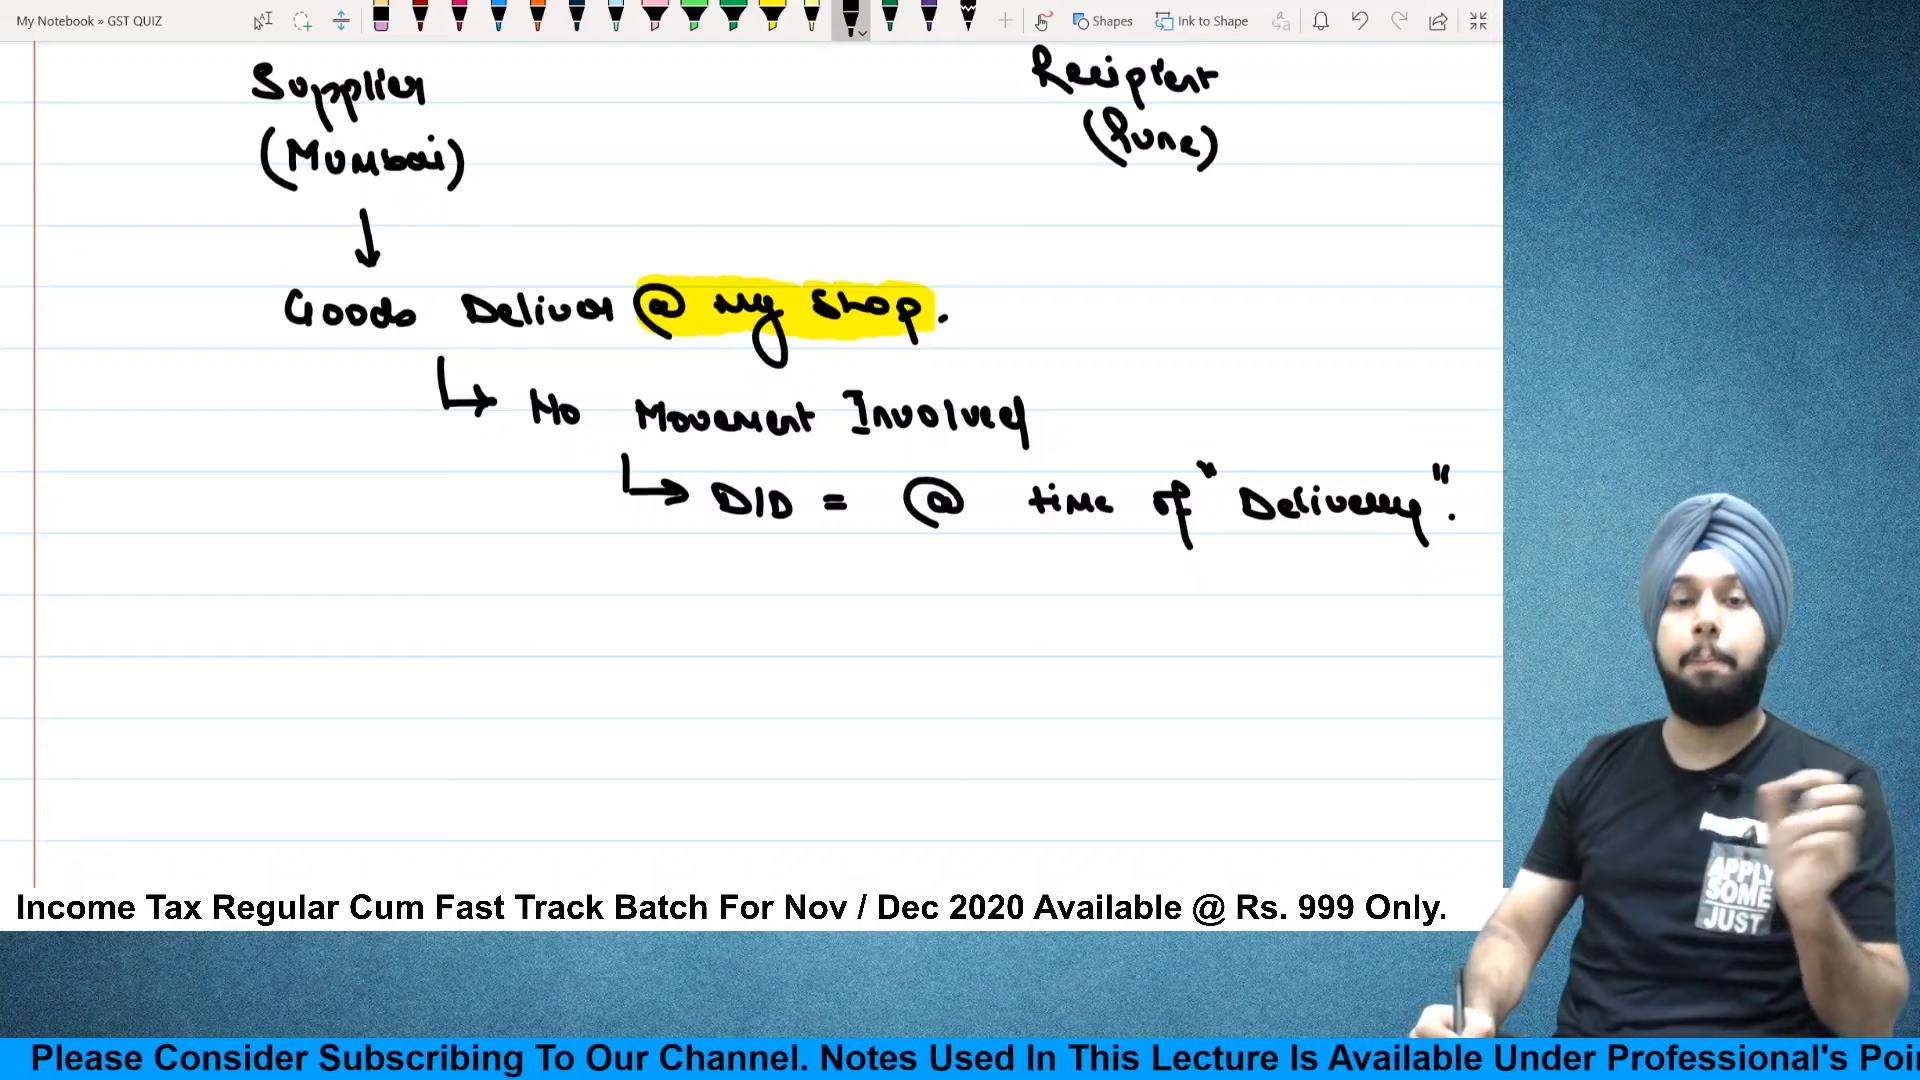 My Notebook » GST QUIZ
Shapes
Ink to Shape
Supplier
(Mumbai)
Recipient
(Pune)
Goods Deliver @ My Shop.
No Movement Involved
DID = @ time of "Delivery".
APPLY
SOME
JUST
Income Tax Regular Cum Fast Track Batch For Nov / Dec 2020 Available @ Rs. 999 Only.
Please Consider Subscribing To Our Channel. Notes Used In This Lecture Is Available Under Professional's Poi